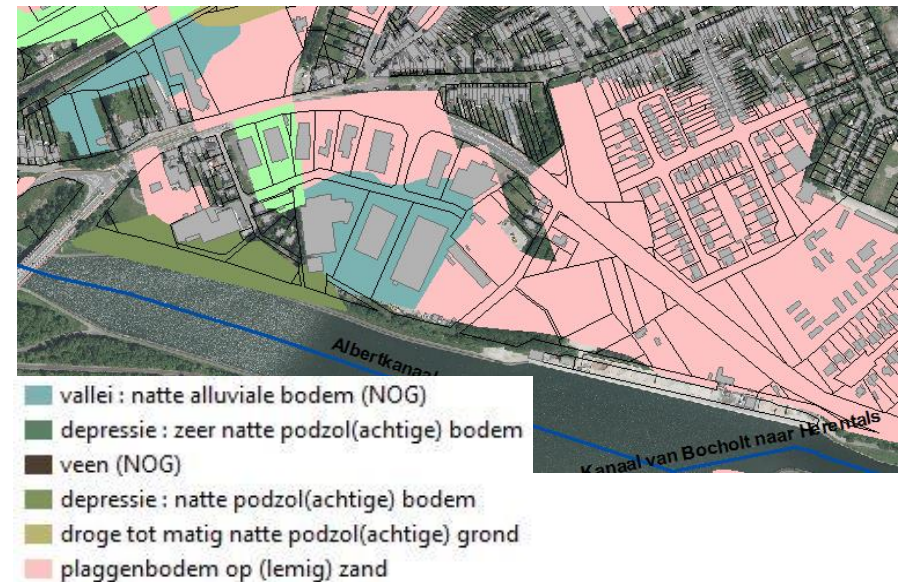 Albertkanaal
Kanaal van Bocholt naar Herentals
vallei : natte alluviale bodem (NOG)
depressie : zeer natte podzol(achtige) bodem
veen (NOG)
depressie : natte podzol(achtige) bodem
droge tot matig natte podzol(achtige) grond
plaggenbodem op (lemig) zand